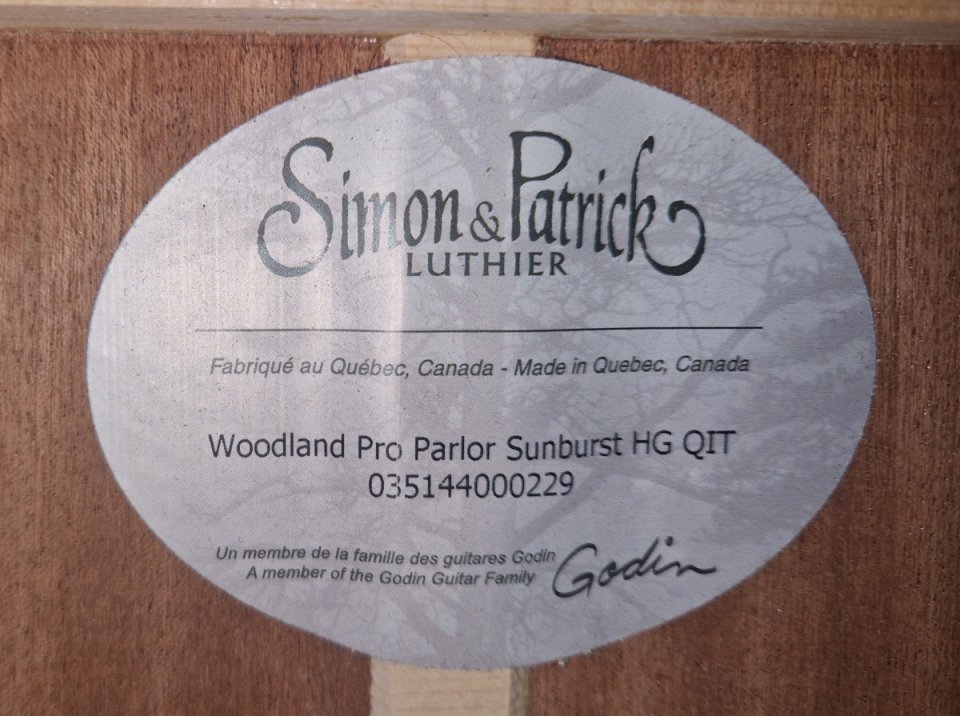 Simon & Patrick
LUTHIER
Fabriqué au Québec, Canada - Made in Quebec, Canada
Woodland Pro Parlor Sunburst HG QIT
035144000229
Un membre de la famille des guitares Godin
A member of the Godin Guitar Family
Godin